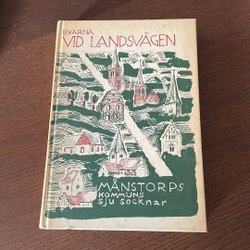 BYARNA
VID LANDSVÄGEN
MÅNSTORPS
KOMMUNS
SJU SOCKNAR